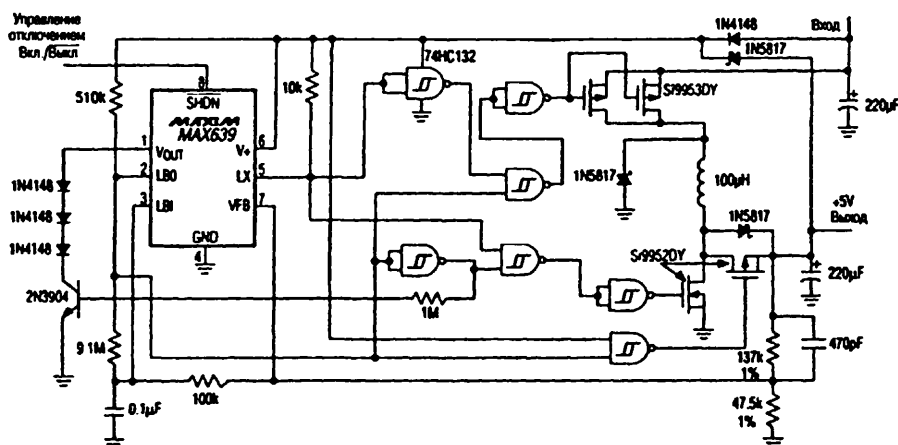 Управление
отключением
Вкл./Выкл
510k
8
SHDN
MAXIM
MAX639
1
VOUT
V+
6
2
LBO
LX
5
3
LBI
VFB
7
GND
4
10k
74HC132
1N4148
1N5817
Вход
Si9953DY
220µF
1N5817
100µH
+5V
Выход
1N5817
1N4148
1N4148
1N4148
2N3904
1M
220µF
9 1M
100k
0.1µF
137k
1%
470pF
47.5k
1%